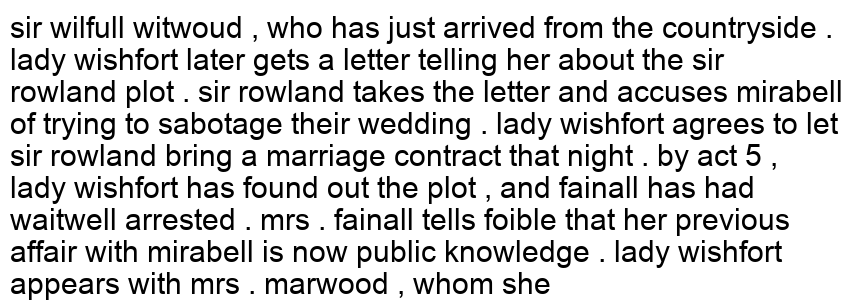 sir wilfull witwoud , who has just arrived from the countryside .
lady wishfort later gets a letter telling her about the sir
rowland plot . sir rowland takes the letter and accuses mirabell
of trying to sabotage their wedding . lady wishfort agrees to let
sir rowland bring a marriage contract that night . by act 5 ,
lady wishfort has found out the plot , and fainall has had
waitwell arrested . mrs . fainall tells foible that her previous
affair with mirabell is now public knowledge . lady wishfort
appears with mrs . marwood , whom she